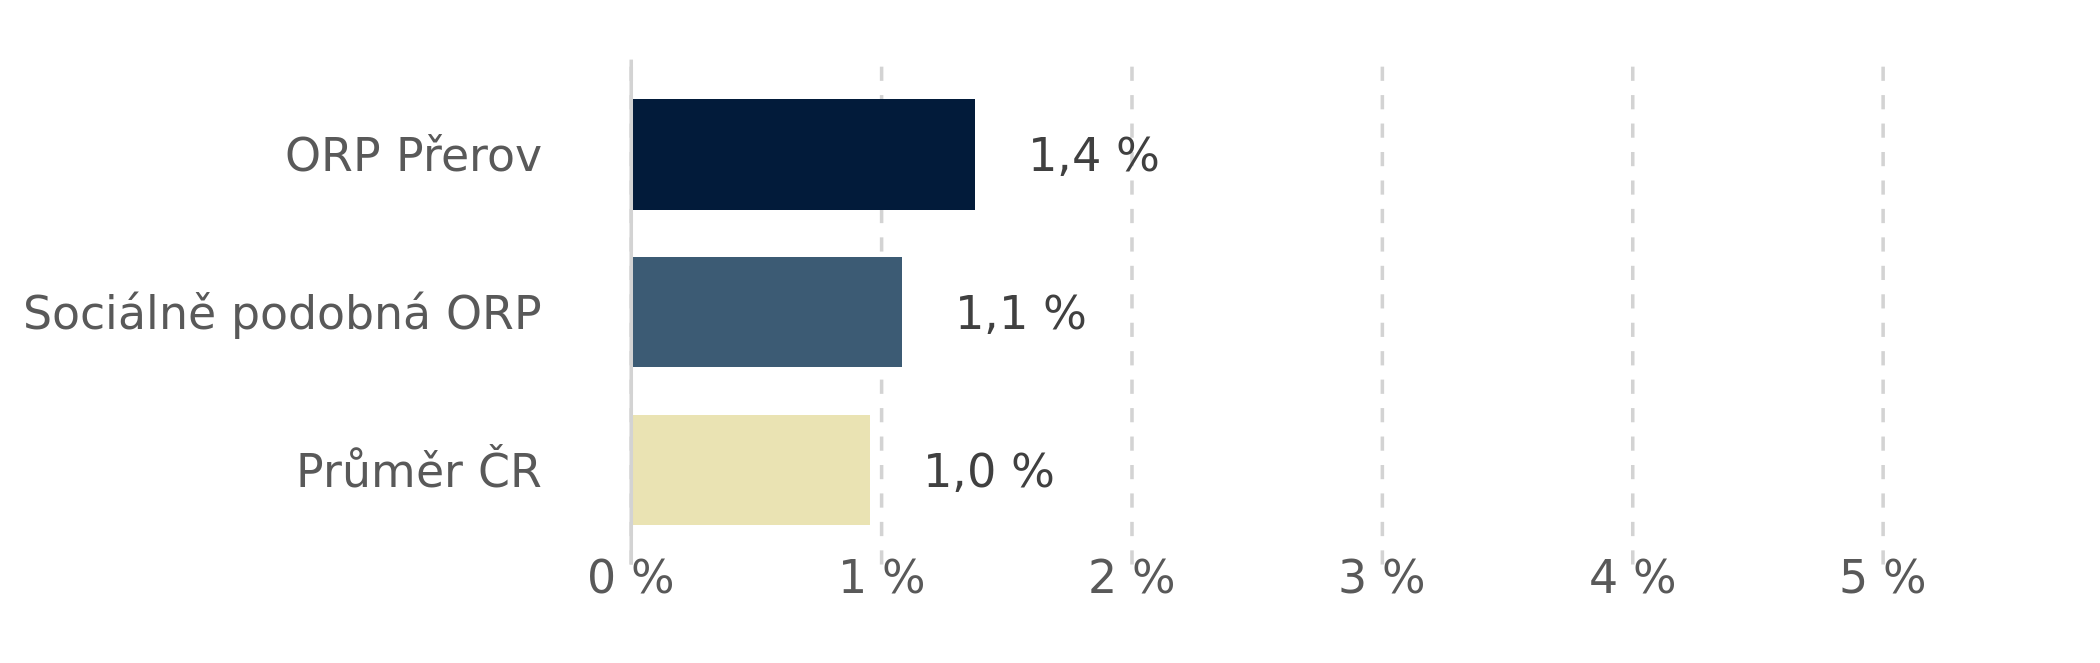 ORP Přerov
1,4 %
Sociálně podobná ORP
1,1 %
Průměr ČR
1,0 %
0 % 1 % 2 % 3 % 4 % 5 %